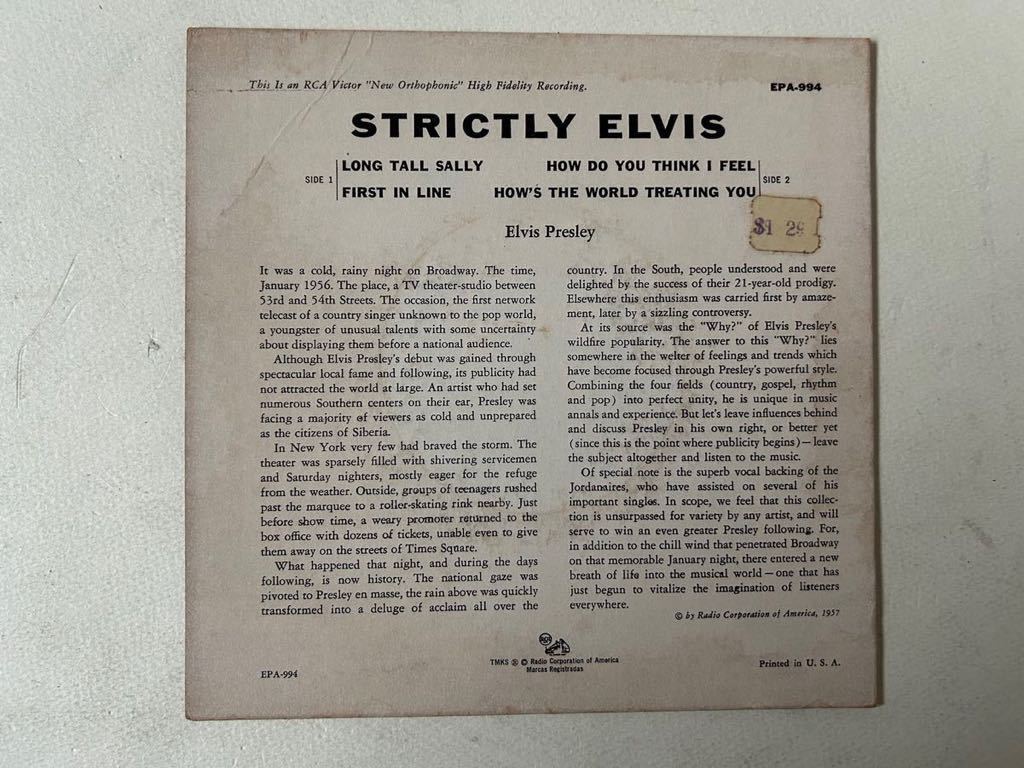 This Is an RCA Victor "New Orthophonic" High Fidelity Recording.
EPA-994
STRICTLY ELVIS
SIDE 1
LONG TALL SALLY
FIRST IN LINE
HOW DO YOU THINK I FEEL
HOW'S THE WORLD TREATING YOU
SIDE 2
$1 29
Elvis Presley
It was a cold, rainy night on Broadway. The time,
January 1956. The place, a TV theater-studio between
53rd and 54th Streets. The occasion, the first network
telecast of a country singer unknown to the pop world,
a youngster of unusual talents with some uncertainty
about displaying them before a national audience.
Although Elvis Presley's debut was gained through
spectacular local fame and following, its publicity had
not attracted the world at large. An artist who had set
numerous Southern centers on their ear, Presley was
facing a majority of viewers as cold and unprepared
as the citizens of Siberia.
In New York very few had braved the storm. The
theater was sparsely filled with shivering servicemen
and Saturday nighters, mostly eager for the refuge
from the weather. Outside, groups of teenagers rushed
past the marquee to a roller-skating rink nearby. Just
before show time, a weary promoter returned to the
box office with dozens of tickets, unable even to give
them away on the streets of Times Square.
What happened that night, and during the days
following, is now history. The national gaze was
pivoted to Presley en masse, the rain above was quickly
transformed into a deluge of acclaim all over the
country. In the South, people understood and were
delighted by the success of their 21-year-old prodigy.
Elsewhere this enthusiasm was carried first by amaze-
ment, later by a sizzling controversy.
At its source was the "Why?" of Elvis Presley's
wildfire popularity. The answer to this "Why?" lies
somewhere in the welter of feelings and trends which
have become focused through Presley's powerful style.
Combining the four fields (country, gospel, rhythm
and pop) into perfect unity, he is unique in music
annals and experience. But let's leave influences behind
and discuss Presley in his own right, or better yet
(since this is the point where publicity begins)—leave
the subject altogether and listen to the music.
Of special note is the superb vocal backing of the
Jordanaires, who have assisted on several of his
important singles. In scope, we feel that this collec-
tion is unsurpassed for variety by any artist, and will
serve to win an even greater Presley following. For,
in addition to the chill wind that penetrated Broadway
on that memorable January night, there entered a new
breath of life into the musical world—one that has
just begun to vitalize the imagination of listeners
everywhere.
© by Radio Corporation of America, 1957
RCA
TMKS ® © Radio Corporation of America
Marcas Registradas
EPA-994
Printed in U. S. A.